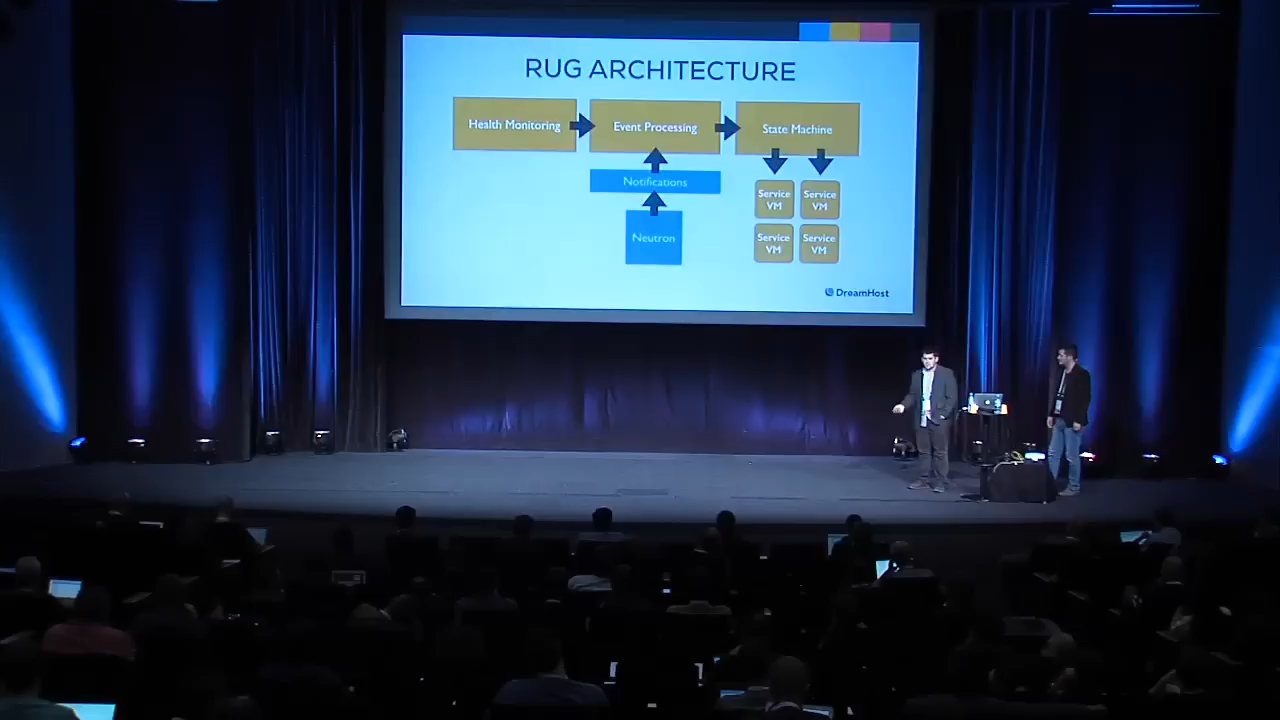 RUG ARCHITECTURE
Health Monitoring
Event Processing
State Machine
Notifications
Neutron
Service
VM
Service
VM
Service
VM
Service
VM
DreamHost